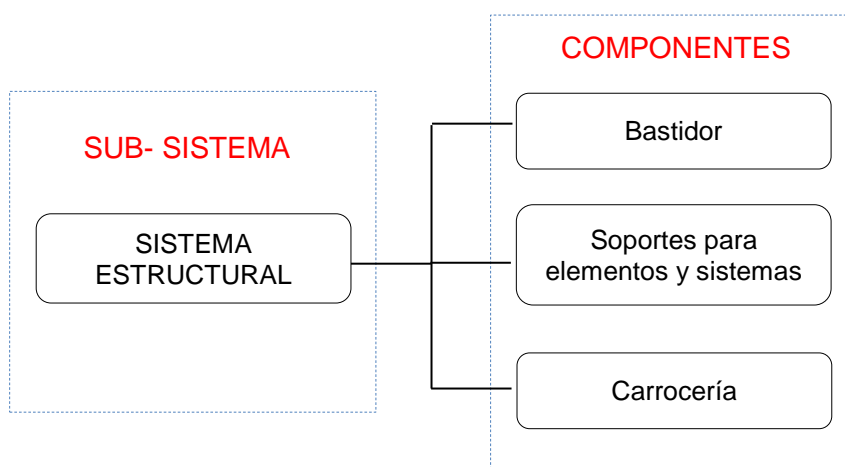 COMPONENTES
SUB- SISTEMA
Bastidor
SISTEMA
ESTRUCTURAL
Soportes para
elementos y sistemas
Carrocería